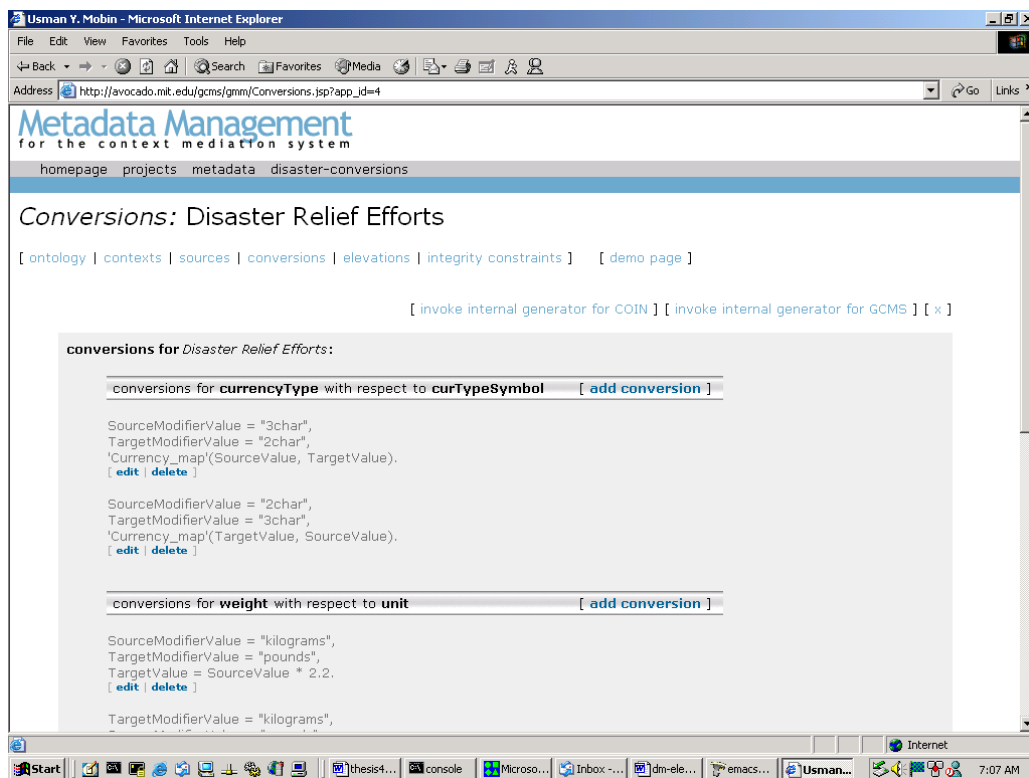 Usman Y. Mobin - Microsoft Internet Explorer
File Edit View Favorites Tools Help
Back Search Favorites Media
Address http://avocado.mit.edu/gcms/gmm/Conversions.jsp?app_id=4 Go Links
Metadata Management
for the context mediation system
homepage projects metadata disaster-conversions
Conversions: Disaster Relief Efforts
[ ontology | contexts | sources | conversions | elevations | integrity constraints ] [ demo page ]
[ invoke internal generator for COIN ] [ invoke internal generator for GCMS ] [ x ]
conversions for Disaster Relief Efforts:
conversions for currencyType with respect to curTypeSymbol [ add conversion ]
SourceModifierValue = "3char",
TargetModifierValue = "2char",
'Currency_map'(SourceValue, TargetValue).
[ edit | delete ]
SourceModifierValue = "2char",
TargetModifierValue = "3char",
'Currency_map'(TargetValue, SourceValue).
[ edit | delete ]
conversions for weight with respect to unit [ add conversion ]
SourceModifierValue = "kilograms",
TargetModifierValue = "pounds",
TargetValue = SourceValue * 2.2.
[ edit | delete ]
TargetModifierValue = "kilograms",
Internet
Start thesis4... console Microso... Inbox -... dm-ele... emacs... Usman... 7:07 AM